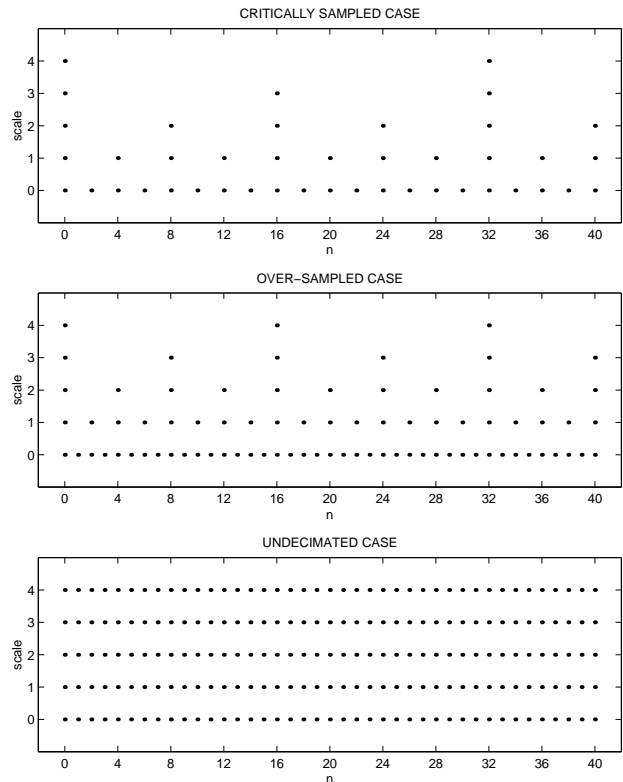 CRITICALLY SAMPLED CASE
4
3
2
1
0
scale
0 4 8 12 16 20 24 28 32 36 40
n
OVER−SAMPLED CASE
4
3
2
1
0
scale
0 4 8 12 16 20 24 28 32 36 40
n
UNDECIMATED CASE
4
3
2
1
0
scale
0 4 8 12 16 20 24 28 32 36 40
n